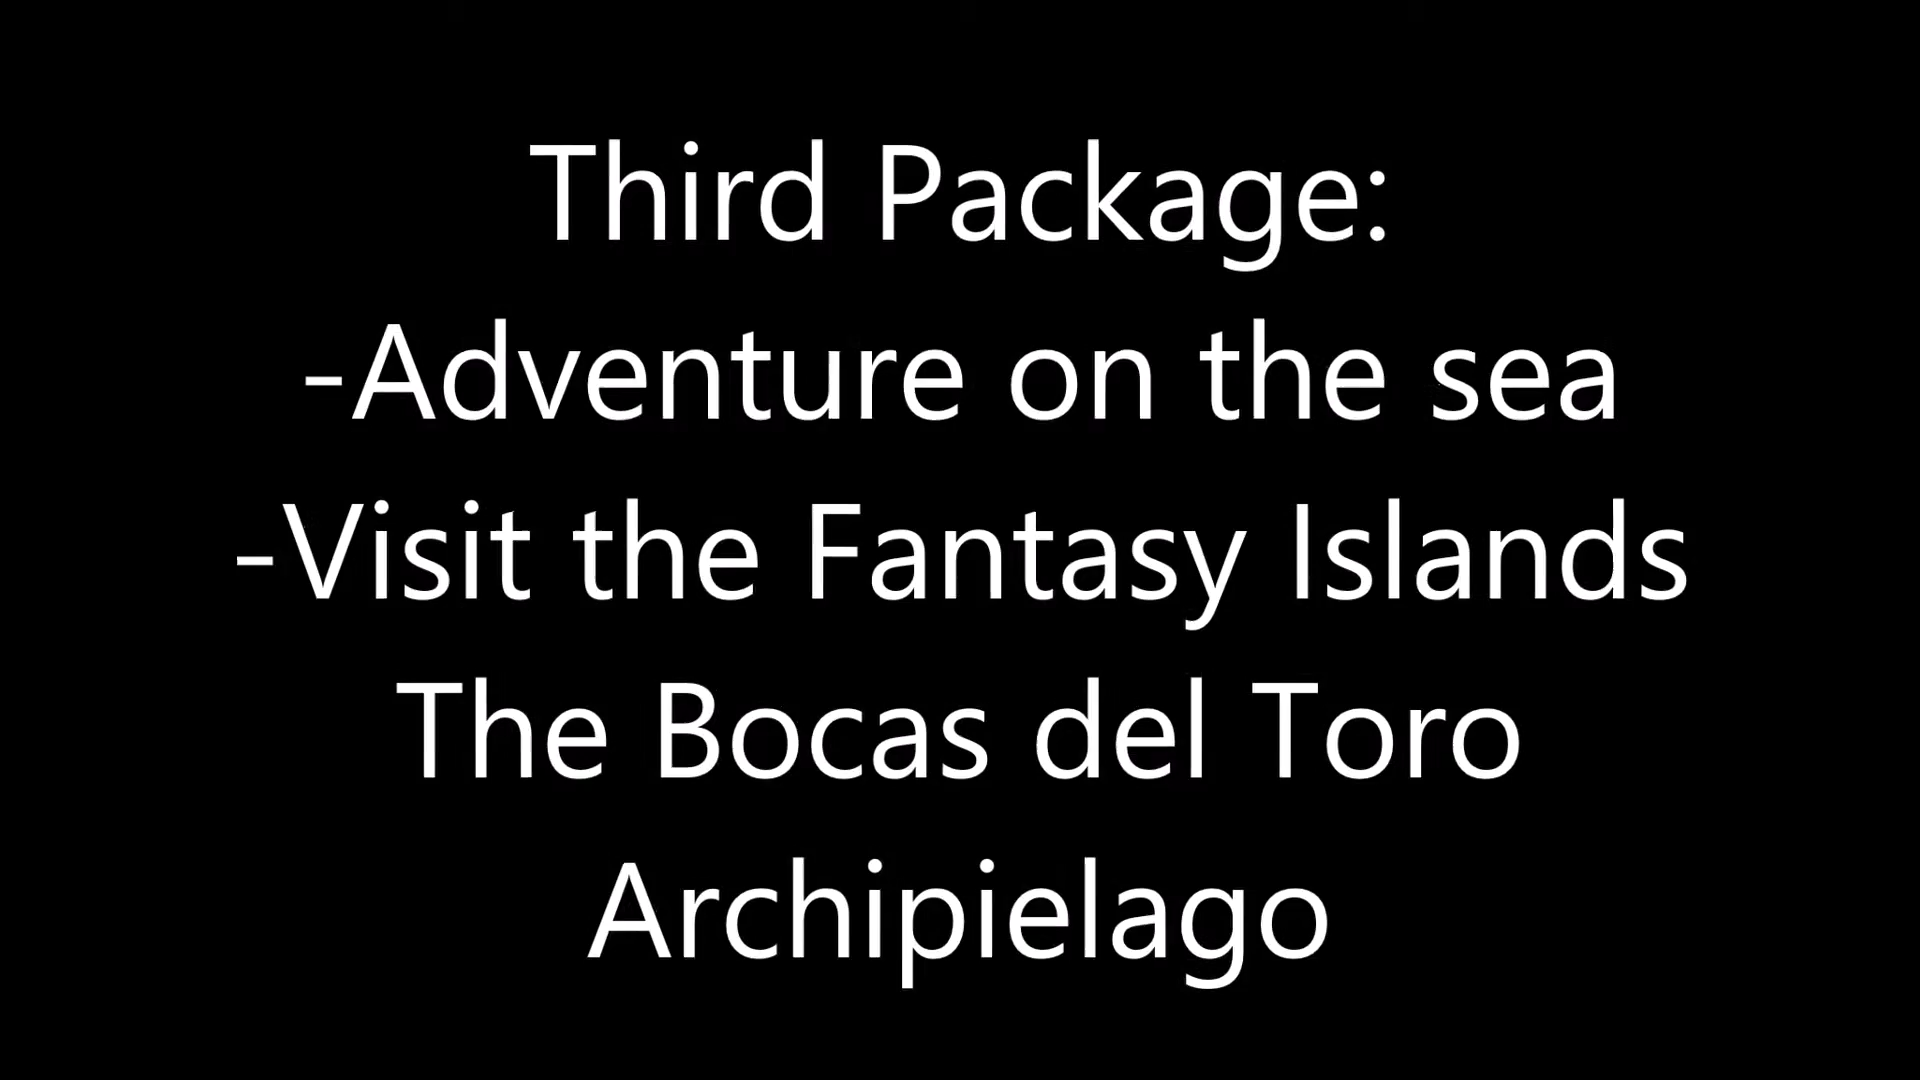 Third Package:
-Adventure on the sea
-Visit the Fantasy Islands
The Bocas del Toro
Archipielago